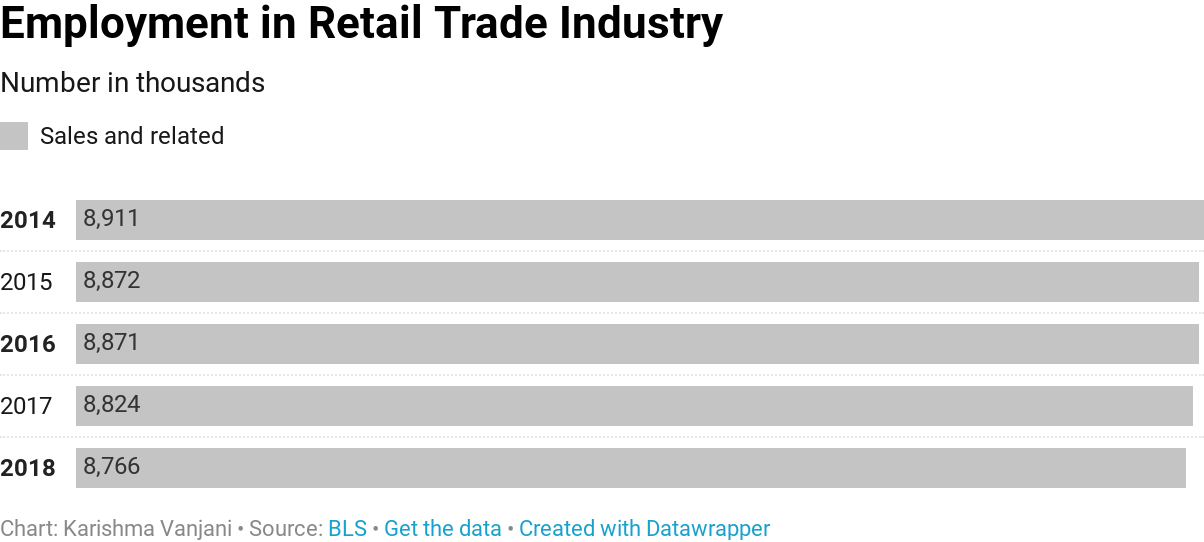 Employment in Retail Trade Industry
Number in thousands
Sales and related
2014 8,911
2015 8,872
2016 8,871
2017 8,824
2018 8,766
Chart: Karishma Vanjani • Source: BLS • Get the data • Created with Datawrapper